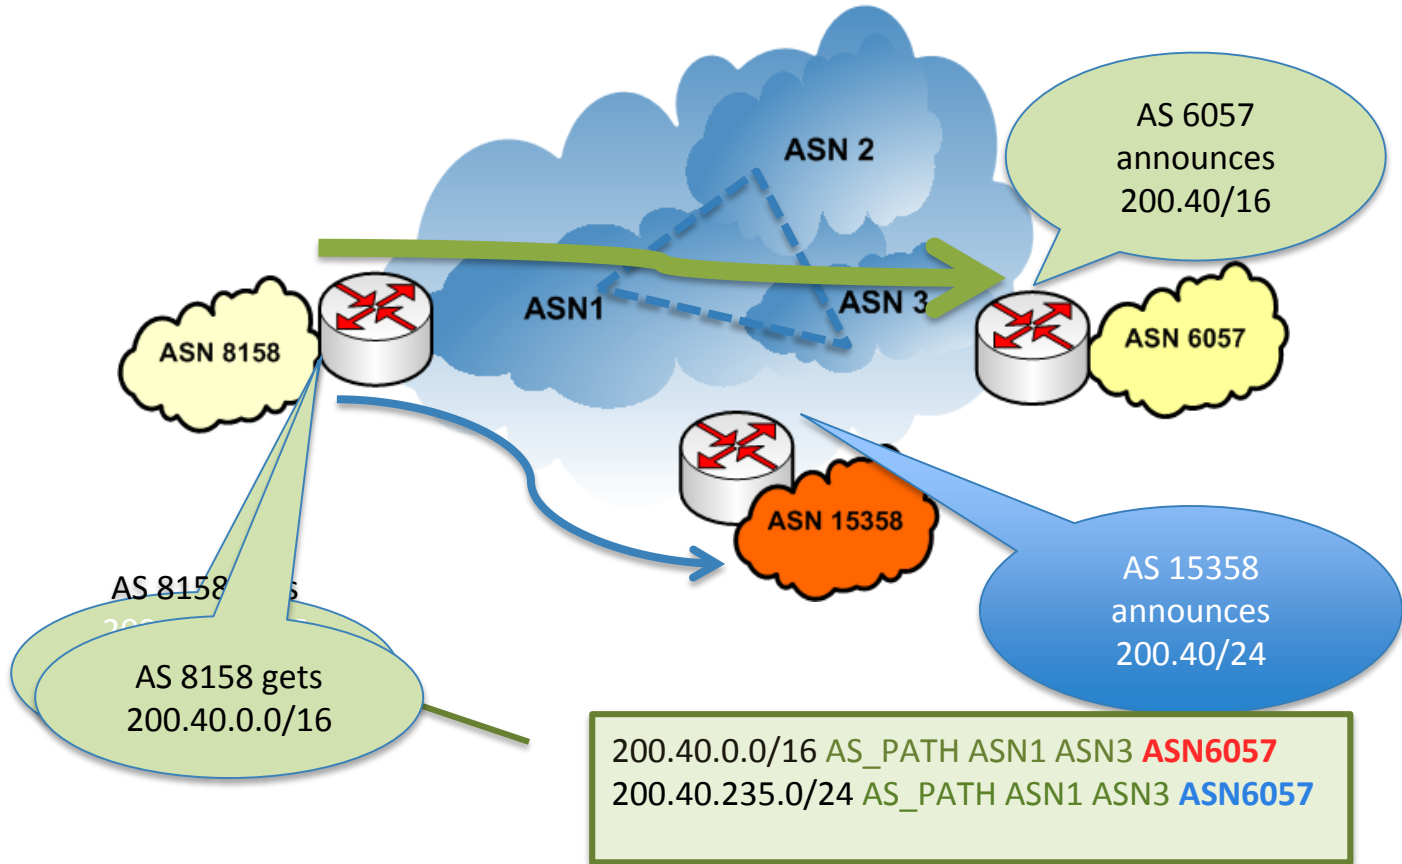 ASN 2
AS 6057
announces
200.40/16
ASN1
ASN 3
ASN 8158
ASN 6057
ASN 15358
AS 8158
AS 15358
announces
200.40/24
AS 8158 gets
200.40.0.0/16
200.40.0.0/16 AS_PATH ASN1 ASN3 ASN6057
200.40.235.0/24 AS_PATH ASN1 ASN3 ASN6057